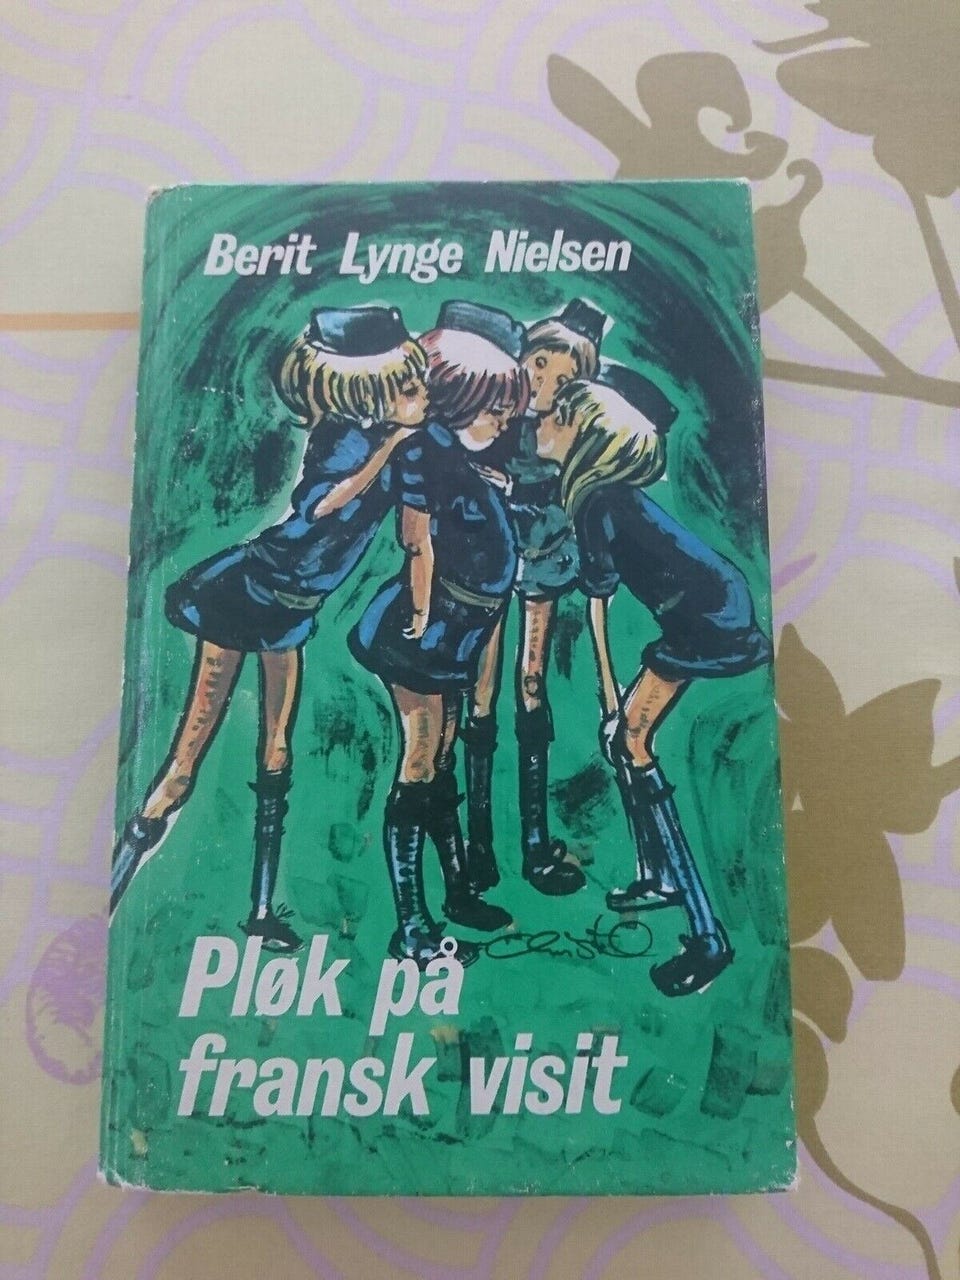 Berit Lynge Nielsen
Pløk på
fransk visit